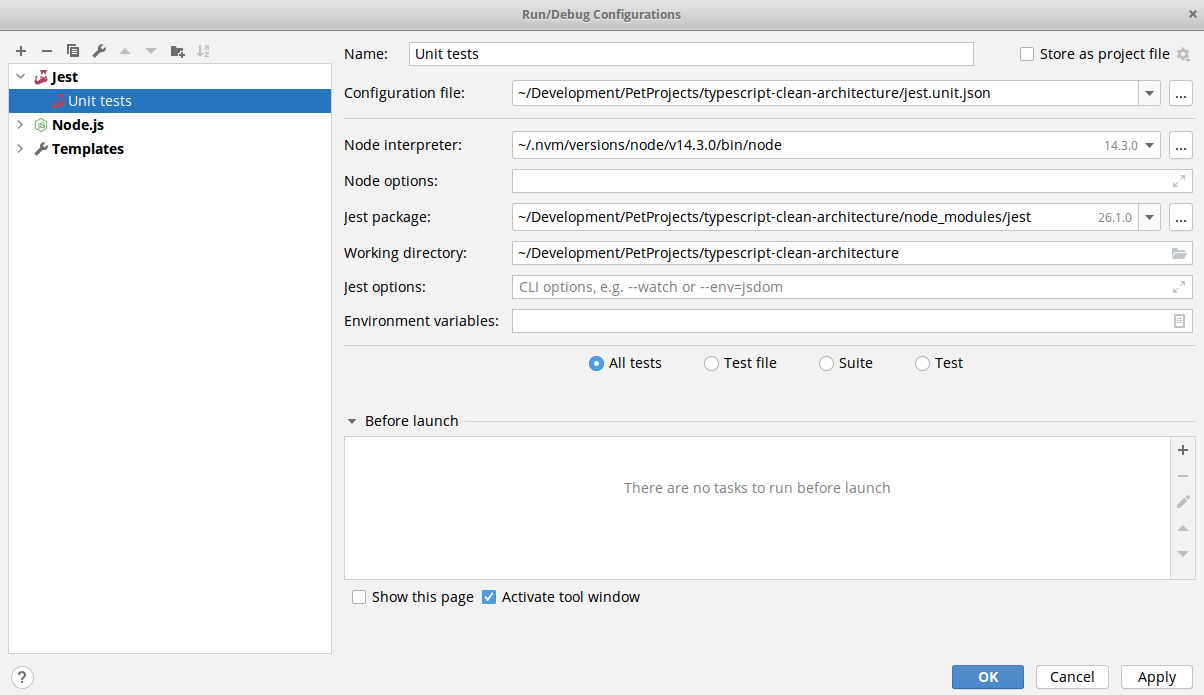 Run/Debug Configurations
Jest
Unit tests
Node.js
Templates
Name: Unit tests Store as project file
Configuration file: ~/Development/PetProjects/typescript-clean-architecture/jest.unit.json ...
Node interpreter: ~/.nvm/versions/node/v14.3.0/bin/node 14.3.0 ...
Node options:
Jest package: ~/Development/PetProjects/typescript-clean-architecture/node_modules/jest 26.1.0 ...
Working directory: ~/Development/PetProjects/typescript-clean-architecture
Jest options: CLI options, e.g. --watch or --env=jsdom
Environment variables:
All tests Test file Suite Test
Before launch
There are no tasks to run before launch
Show this page Activate tool window
? OK Cancel Apply